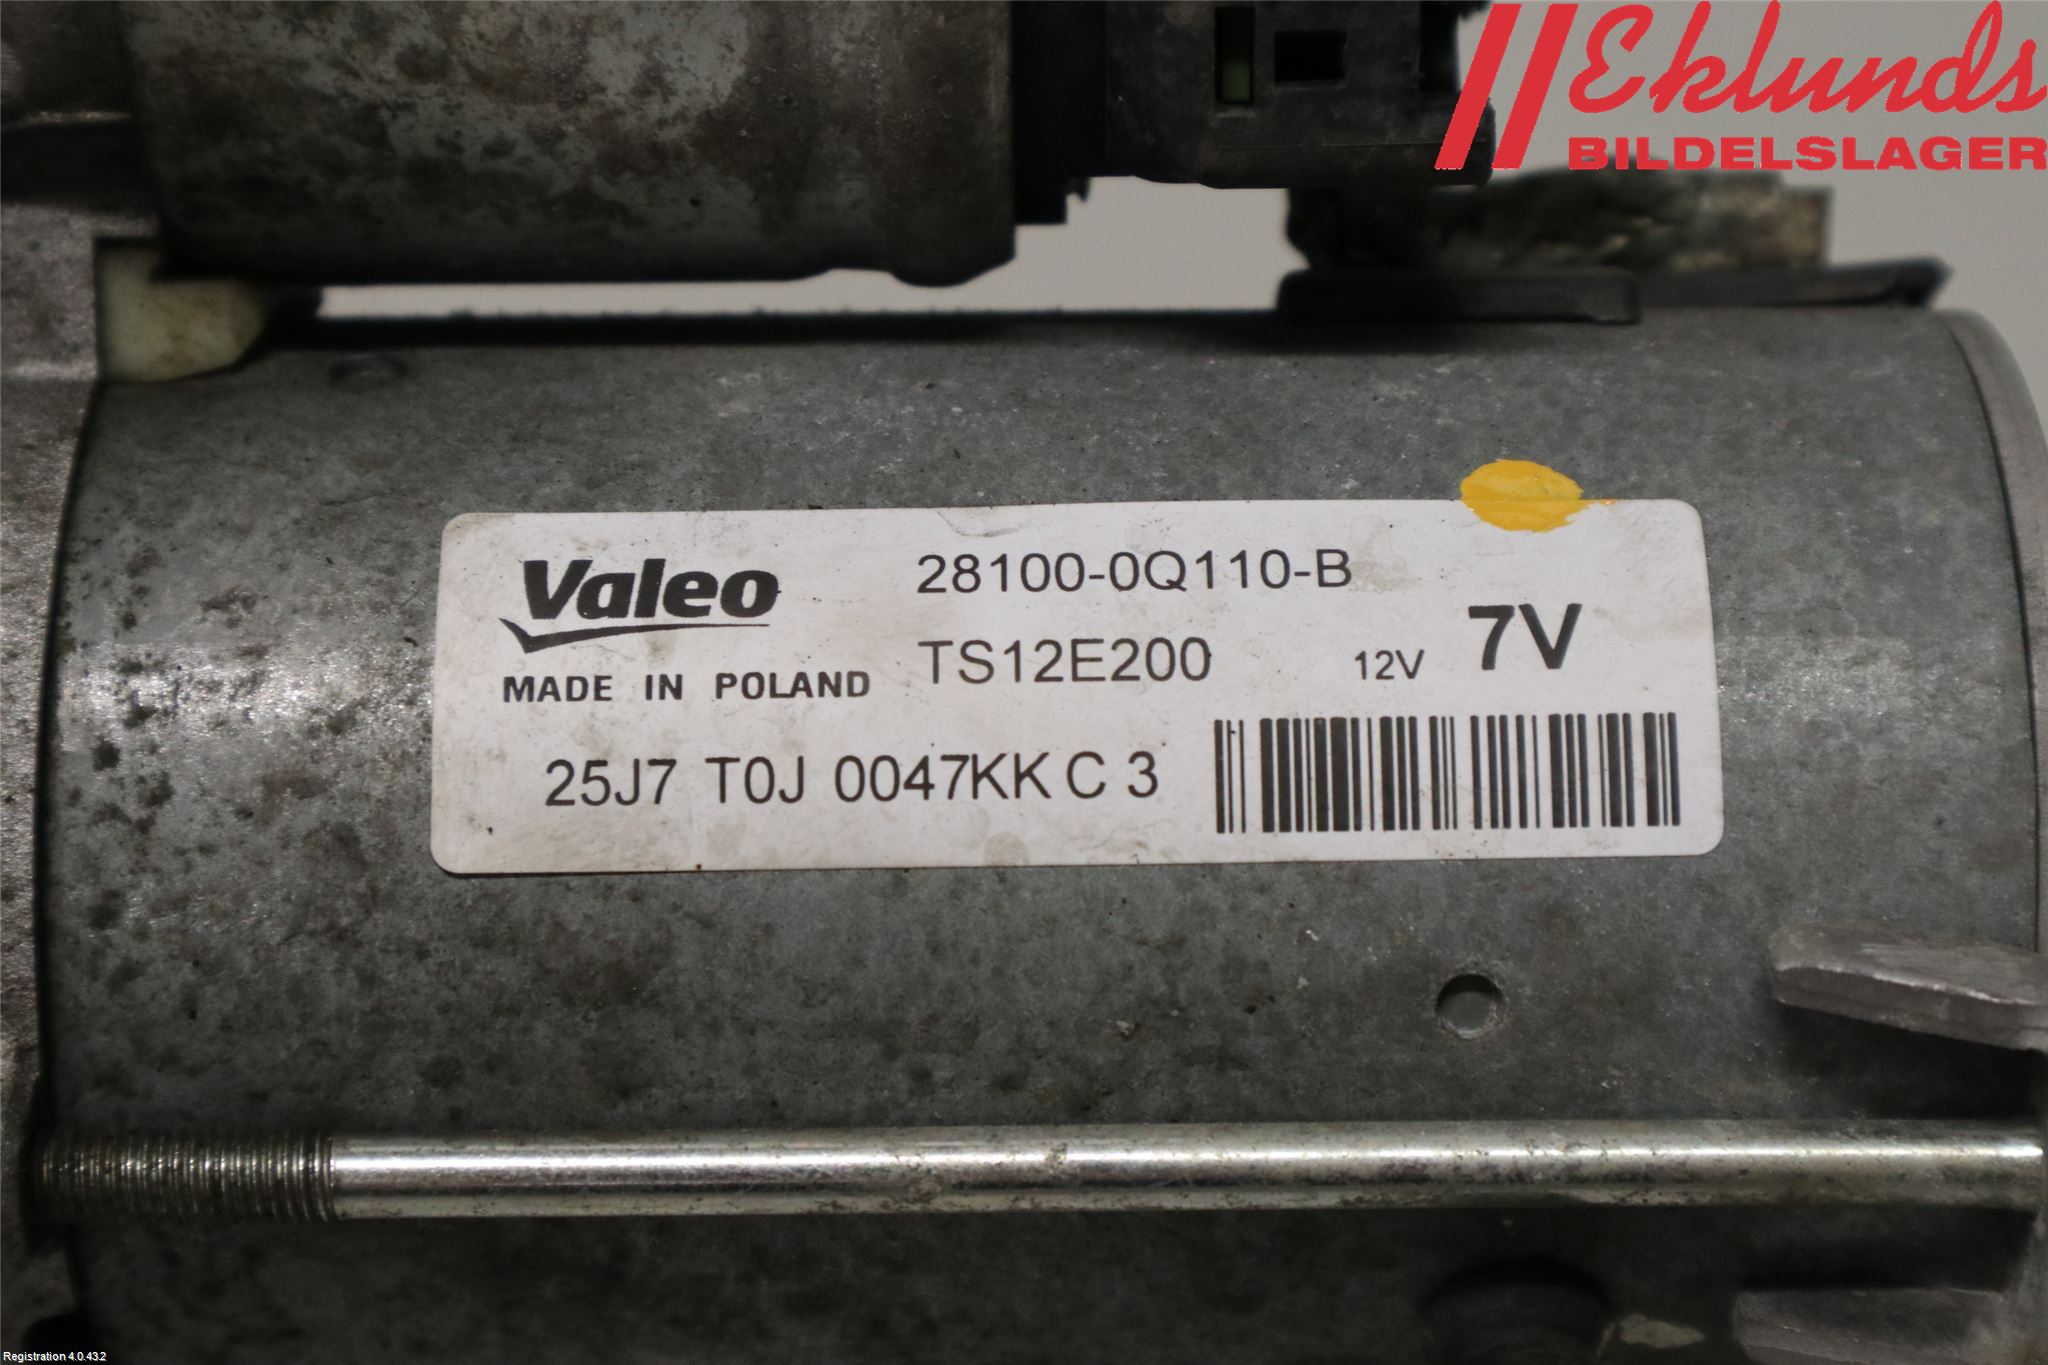 Eklunds
BILDELSLAGER
Valeo 28100-0Q110-B
MADE IN POLAND TS12E200 12V 7V
25J7 T0J 0047KK C 3
Registration 4.0.43.2